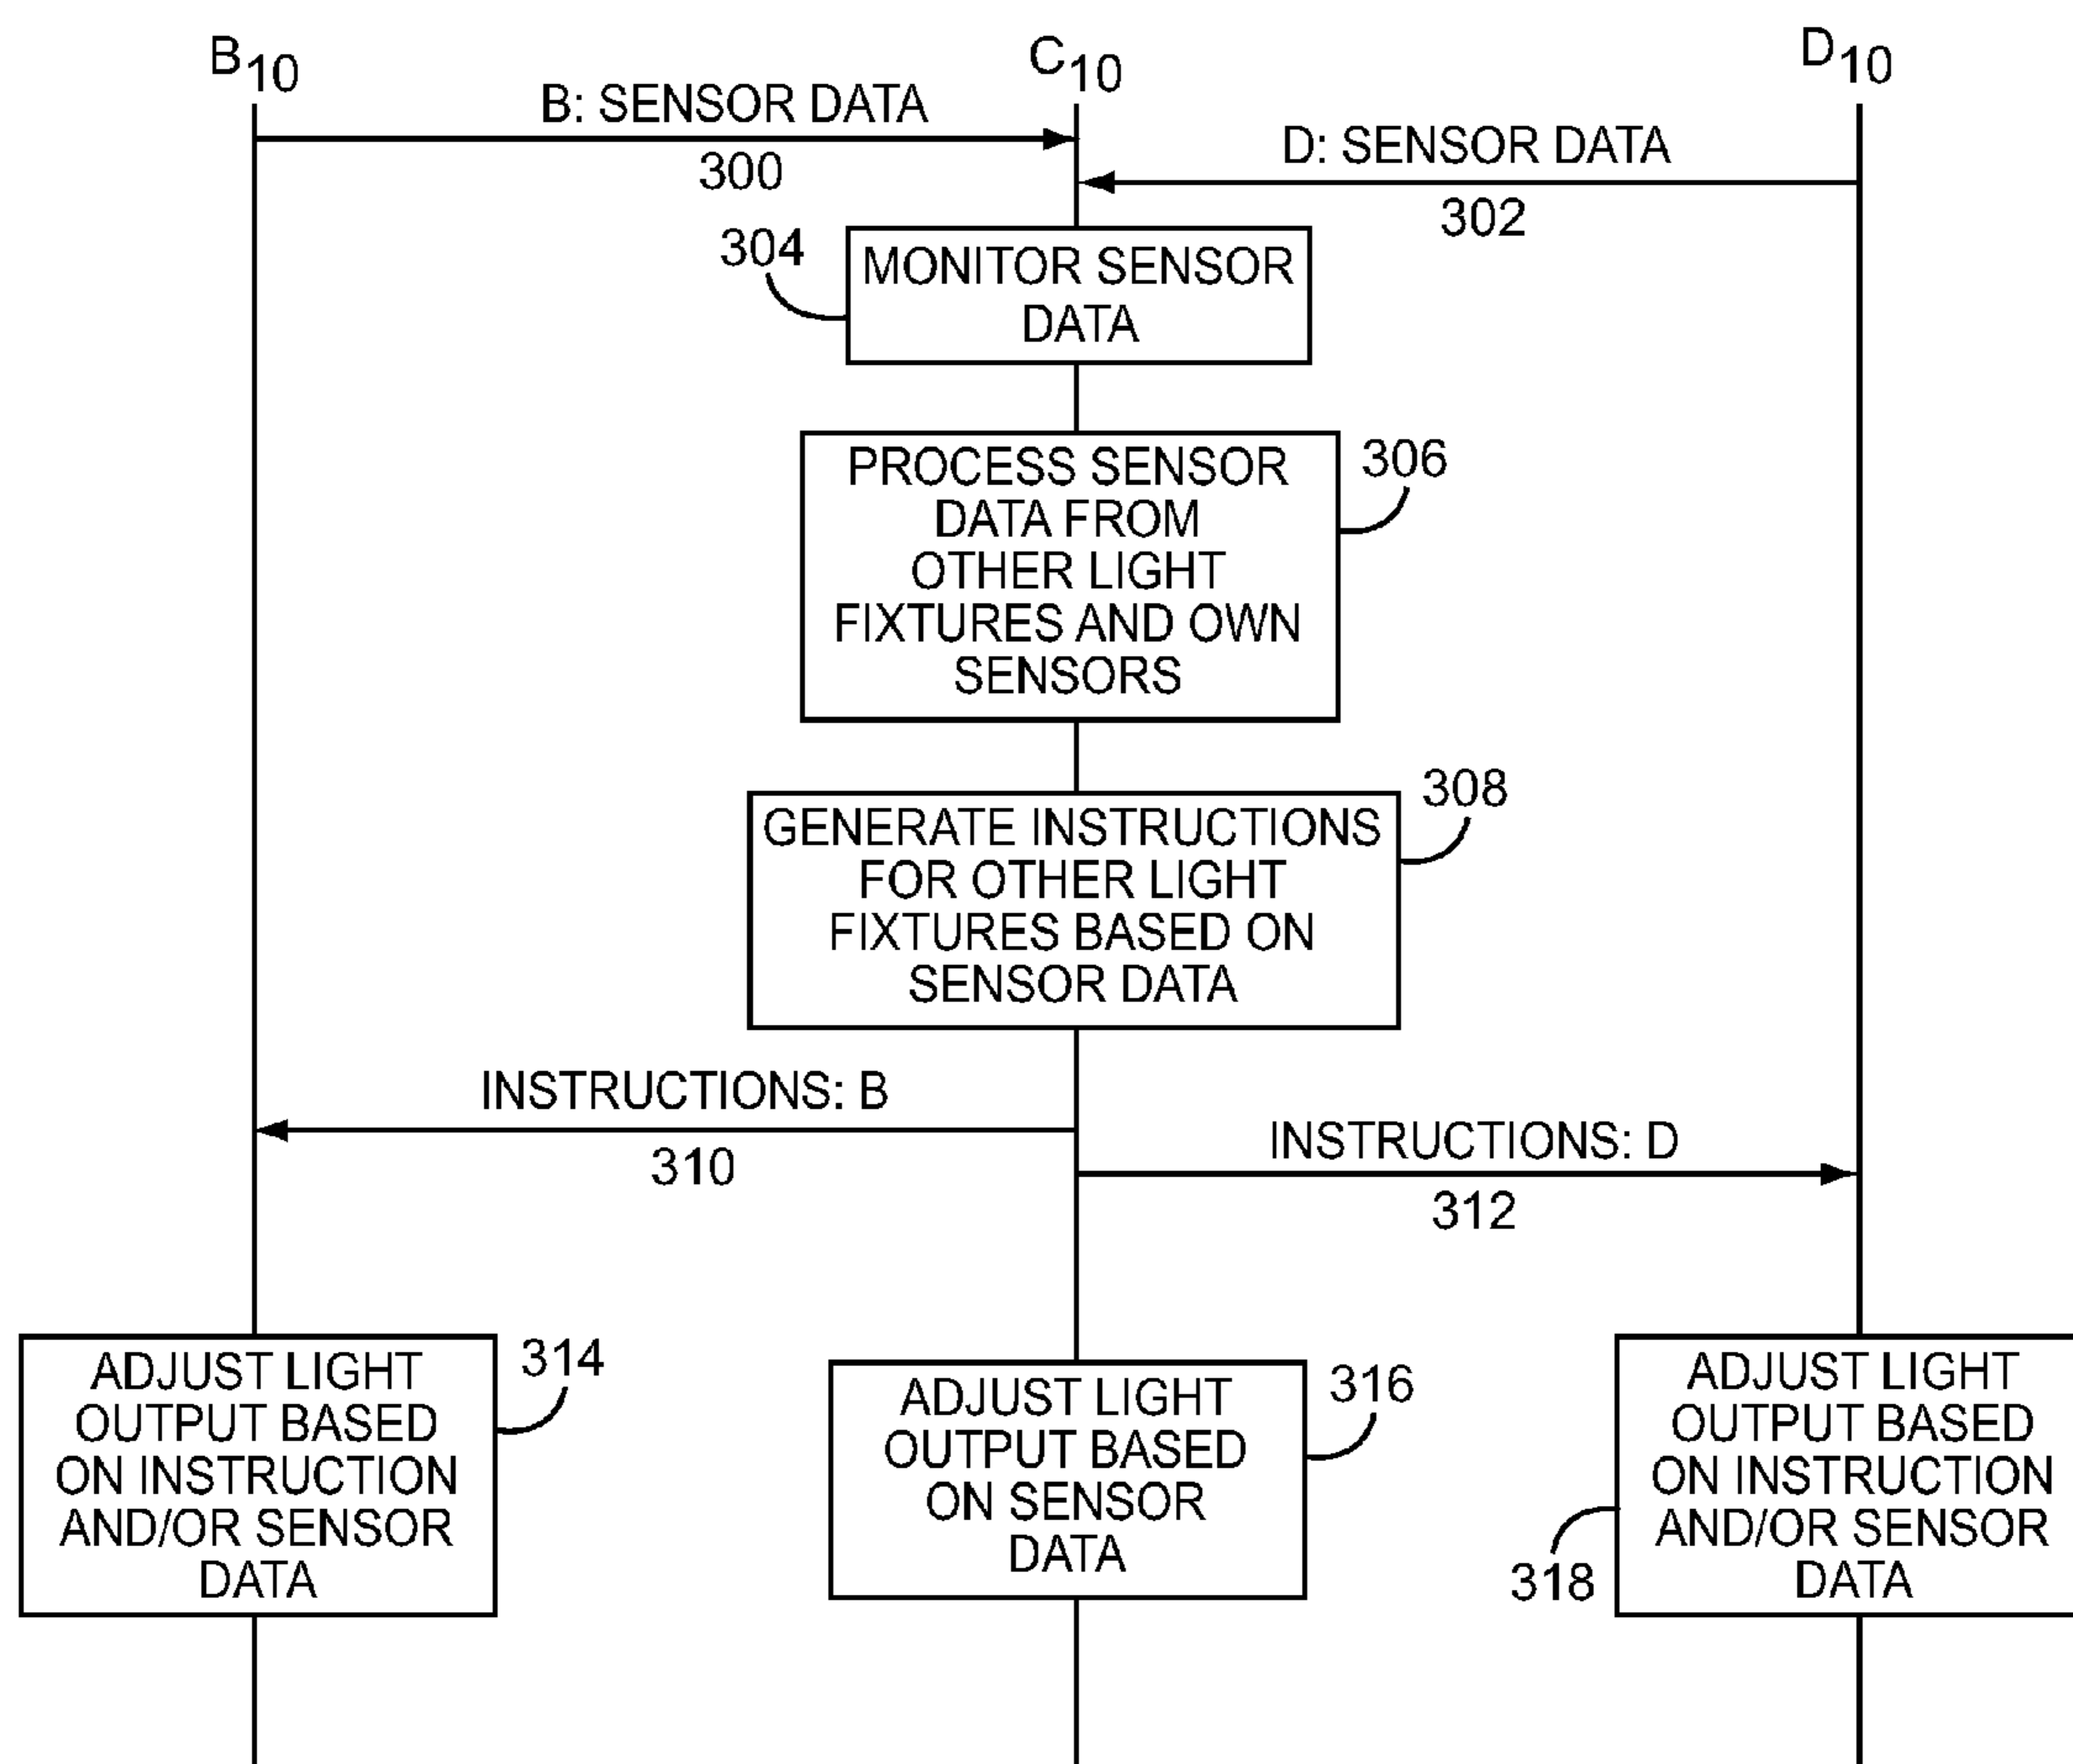 B10
C10
D10
B: SENSOR DATA
300
D: SENSOR DATA
302
304
MONITOR SENSOR
DATA
306
PROCESS SENSOR
DATA FROM
OTHER LIGHT
FIXTURES AND OWN
SENSORS
308
GENERATE INSTRUCTIONS
FOR OTHER LIGHT
FIXTURES BASED ON
SENSOR DATA
INSTRUCTIONS: B
310
INSTRUCTIONS: D
312
ADJUST LIGHT
OUTPUT BASED
ON INSTRUCTION
AND/OR SENSOR
DATA
314
ADJUST LIGHT
OUTPUT BASED
ON SENSOR
DATA
316
ADJUST LIGHT
OUTPUT BASED
ON INSTRUCTION
AND/OR SENSOR
DATA
318